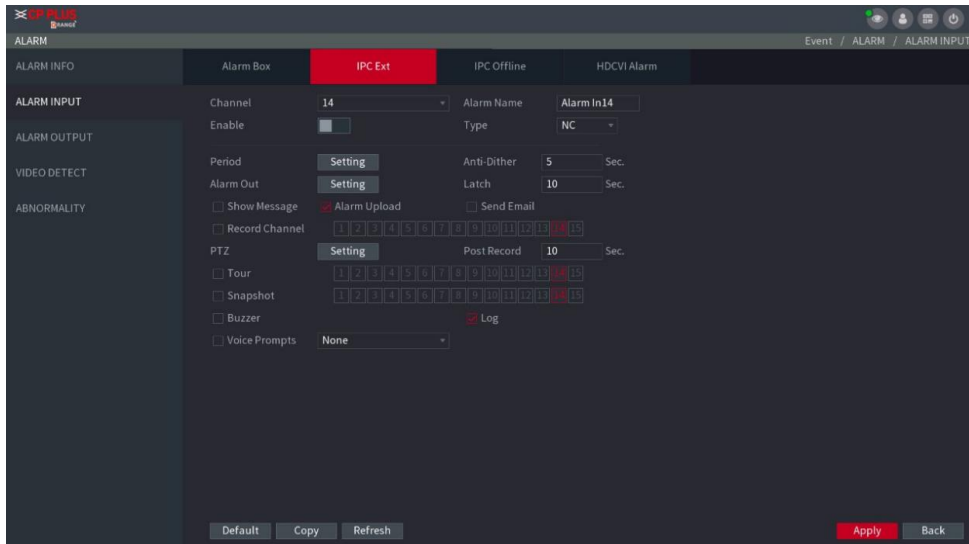 CP PLUS
ORANGE
ALARM Event / ALARM / ALARM INPUT
ALARM INFO
ALARM INPUT
ALARM OUTPUT
VIDEO DETECT
ABNORMALITY
Alarm Box IPC Ext IPC Offline HDCVI Alarm
Channel 14 Alarm Name Alarm In14
Enable Type NC
Period Setting Anti-Dither 5 Sec.
Alarm Out Setting Latch 10 Sec.
Show Message Alarm Upload Send Email
Record Channel 1 2 3 4 5 6 7 8 9 10 11 12 13 14 15
PTZ Setting Post Record 10 Sec.
Tour 1 2 3 4 5 6 7 8 9 10 11 12 13 14 15
Snapshot 1 2 3 4 5 6 7 8 9 10 11 12 13 14 15
Buzzer Log
Voice Prompts None
Default Copy Refresh Apply Back